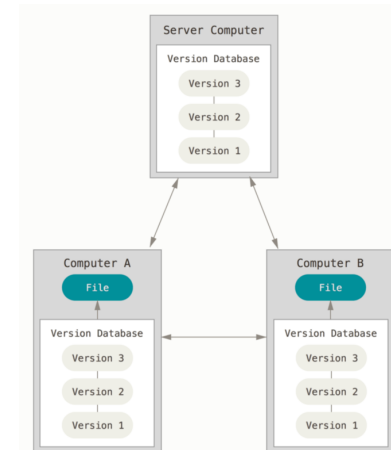 Server Computer
Version Database
Version 3
Version 2
Version 1
Computer A
File
Version Database
Version 3
Version 2
Version 1
Computer B
File
Version Database
Version 3
Version 2
Version 1